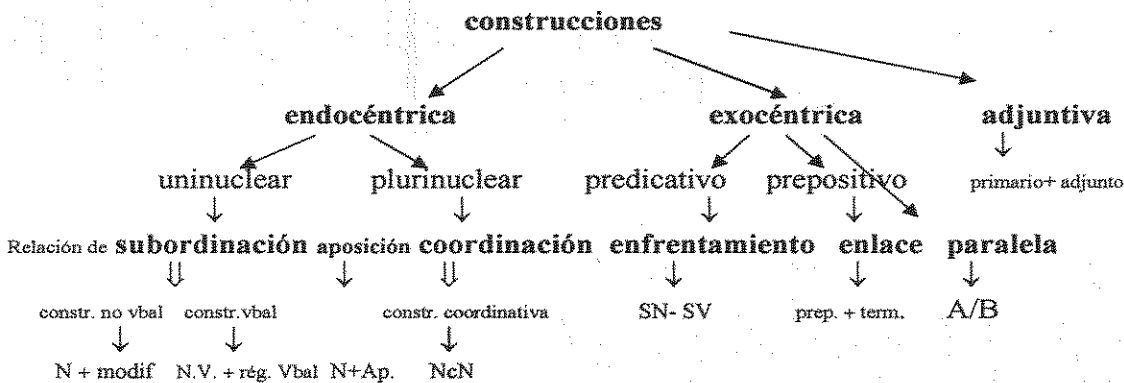 construcciones
endocéntrica exocéntrica adjuntiva
uninuclear plurinuclear predicativo prepositivo primario+ adjunto
Relación de subordinación aposición coordinación enfrentamiento enlace paralela
constr. no vbal constr.vbal constr. coordinativa SN- SV prep. + term. A/B
N + modif N.V. + rég. Vbal N+Ap. NcN